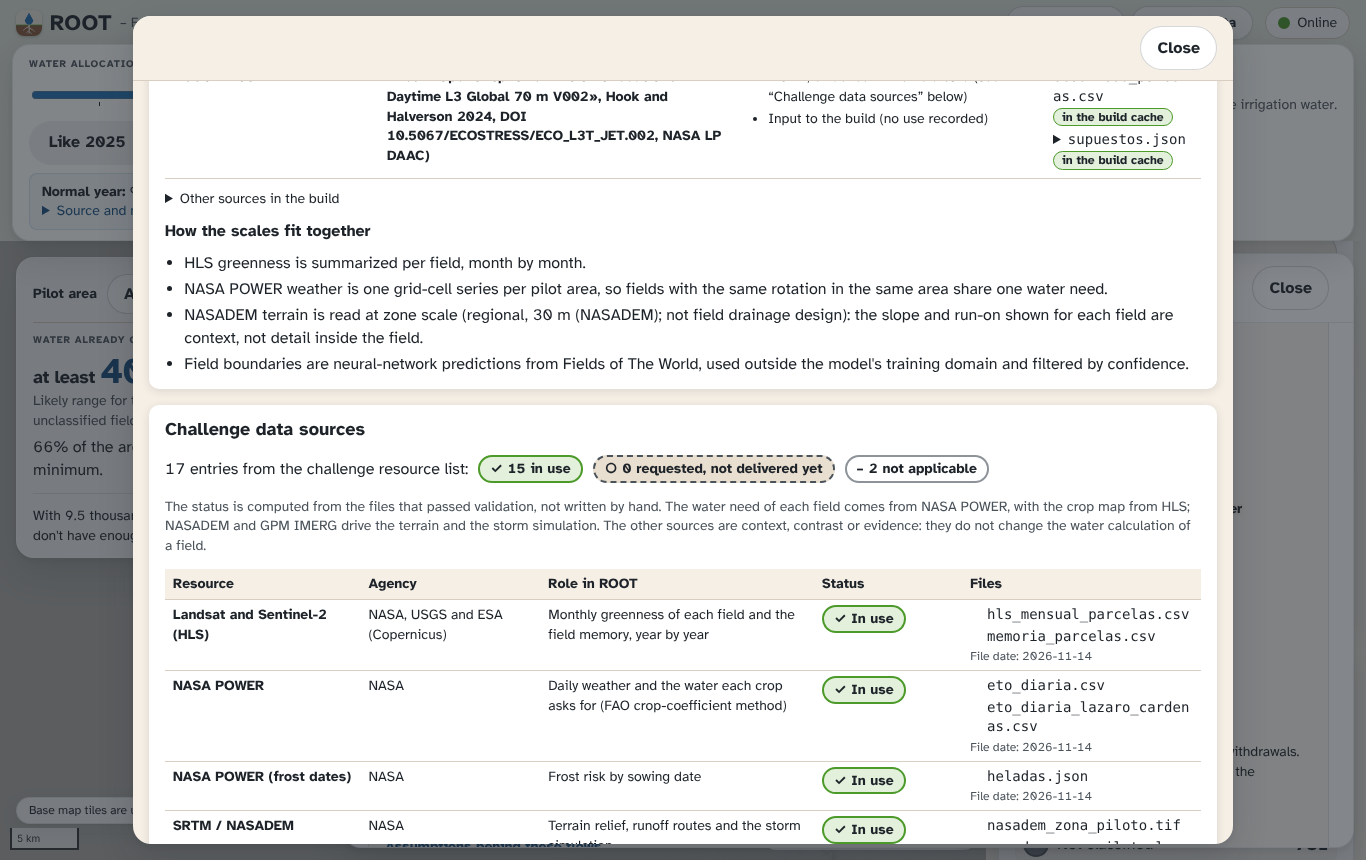 ROOT
Online
Close
WATER ALLOCATIO
Like 2025
Normal year:
Source and
irrigation water.
Daytime L3 Global 70 m V002», Hook and
Halverson 2024, DOI
10.5067/ECOSTRESS/ECO_L3T_JET.002, NASA LP
DAAC)
“Challenge data sources” below)
Input to the build (no use recorded)
as.csv
in the build cache
supuestos.json
in the build cache
Other sources in the build
How the scales fit together
HLS greenness is summarized per field, month by month.
NASA POWER weather is one grid-cell series per pilot area, so fields with the same rotation in the same area share one water need.
NASADEM terrain is read at zone scale (regional, 30 m (NASADEM); not field drainage design): the slope and run-on shown for each field are
context, not detail inside the field.
Field boundaries are neural-network predictions from Fields of The World, used outside the model's training domain and filtered by confidence.
Pilot area
Close
WATER ALREADY
at least 40
Likely range for
unclassified field
66% of the are
minimum.
With 9.5 thousan
don't have enoug
Challenge data sources
17 entries from the challenge resource list:
✓ 15 in use
0 requested, not delivered yet
– 2 not applicable
The status is computed from the files that passed validation, not written by hand. The water need of each field comes from NASA POWER, with the crop map from HLS;
NASADEM and GPM IMERG drive the terrain and the storm simulation. The other sources are context, contrast or evidence: they do not change the water calculation of
a field.
Resource Agency Role in ROOT Status Files
Landsat and Sentinel-2 NASA, USGS and ESA Monthly greenness of each field and the ✓ In use hls_mensual_parcelas.csv
(HLS) (Copernicus) field memory, year by year memoria_parcelas.csv
File date: 2026-11-14
NASA POWER NASA Daily weather and the water each crop ✓ In use eto_diaria.csv
asks for (FAO crop-coefficient method) eto_diaria_lazaro_carden
as.csv
File date: 2026-11-14
NASA POWER (frost dates) NASA Frost risk by sowing date ✓ In use heladas.json
File date: 2026-11-14
SRTM / NASADEM NASA Terrain relief, runoff routes and the storm ✓ In use nasadem_zona_piloto.tif
withdrawals.
the
Base map tiles are
5 km